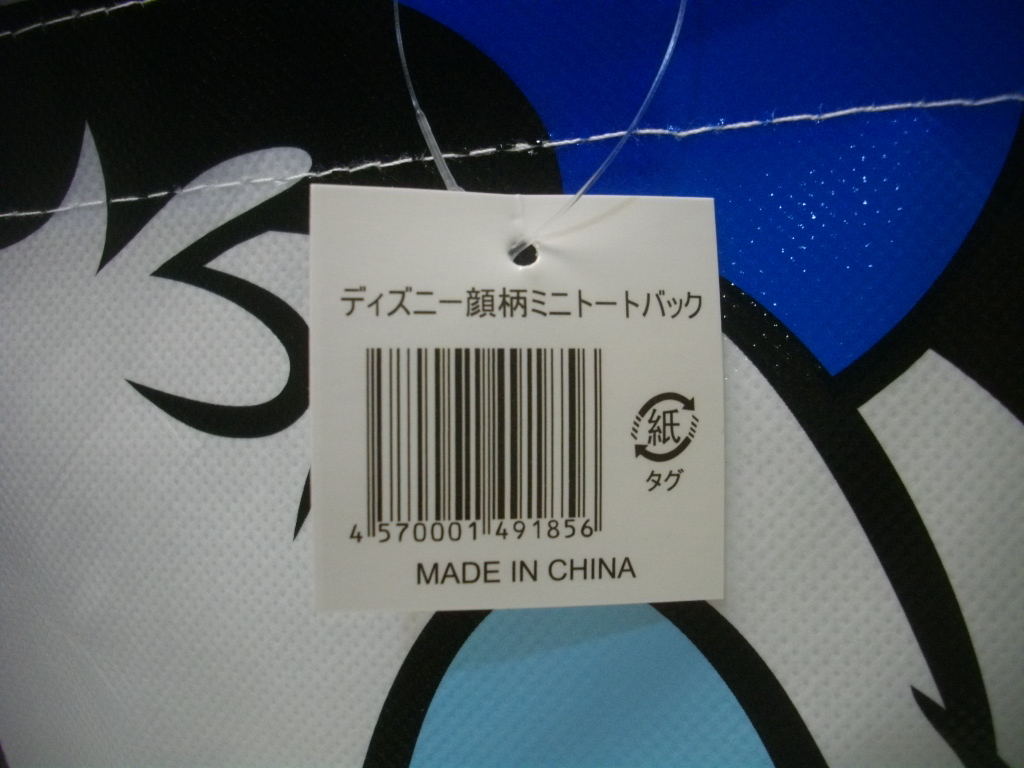 ディズニー顔柄ミニトートバック
紙
タグ
4 570001 491856
MADE IN CHINA